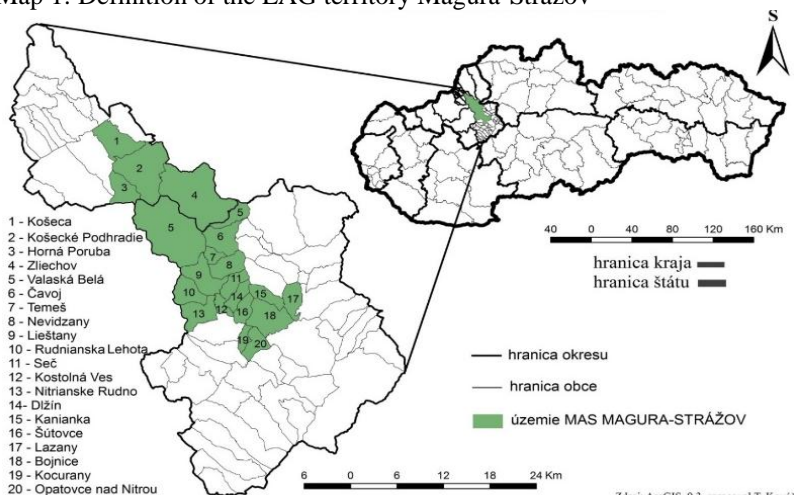 Map 1: Definition of the LAG territory Magura-Strážov
S
40 0 40 80 120 160 Km
hranica kraja
hranica štátu
1
2
3
4
5
5
6
7
8
9
11
10
14
15
17
12
16
13
18
19
20
1 - Košeca
2 - Košecké Podhradie
3 - Horná Poruba
4 - Zliechov
5 - Valaská Belá
6 - Čavoj
7 - Temeš
8 - Nevidzany
9 - Liešťany
10 - Rudnianska Lehota
11 - Seč
12 - Kostolná Ves
13 - Nitrianske Rudno
14- Dlžín
15 - Kanianka
16 - Šútovce
17 - Lazany
18 - Bojnice
19 - Kocurany
20 - Opatovce nad Nitrou
hranica okresu
hranica obce
územie MAS MAGURA-STRÁŽOV
6 0 6 12 18 24 Km